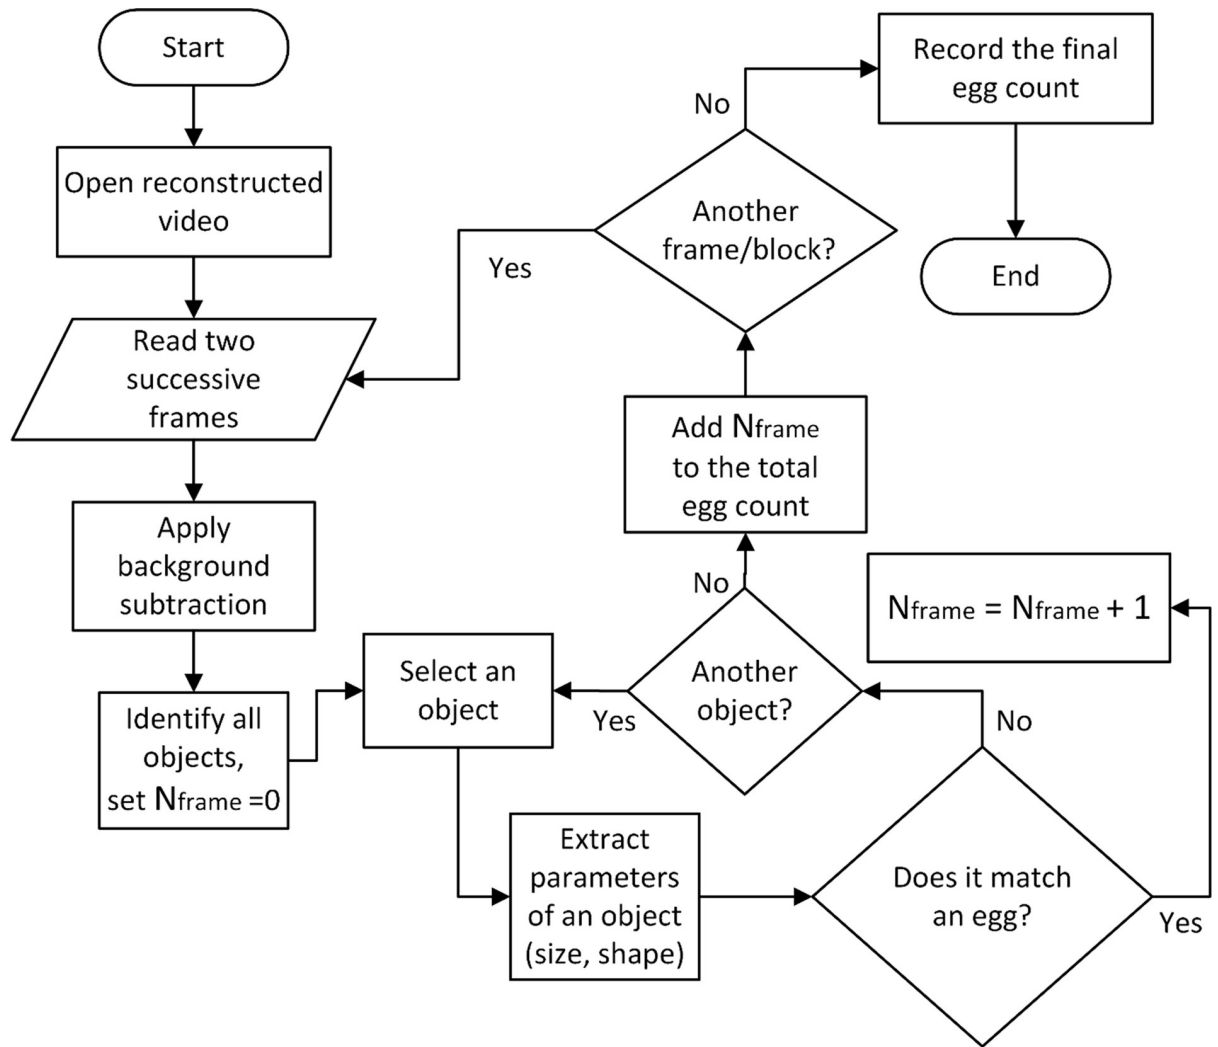 Start
Open reconstructed
video
Read two
successive
frames
Apply
background
subtraction
Identify all
objects,
set Nframe =0
Select an
object
Extract
parameters
of an object
(size, shape)
Does it match
an egg?
Yes
No
Nframe = Nframe + 1
Another
object?
Yes
No
Add Nframe
to the total
egg count
Another
frame/block?
Yes
No
Record the final
egg count
End